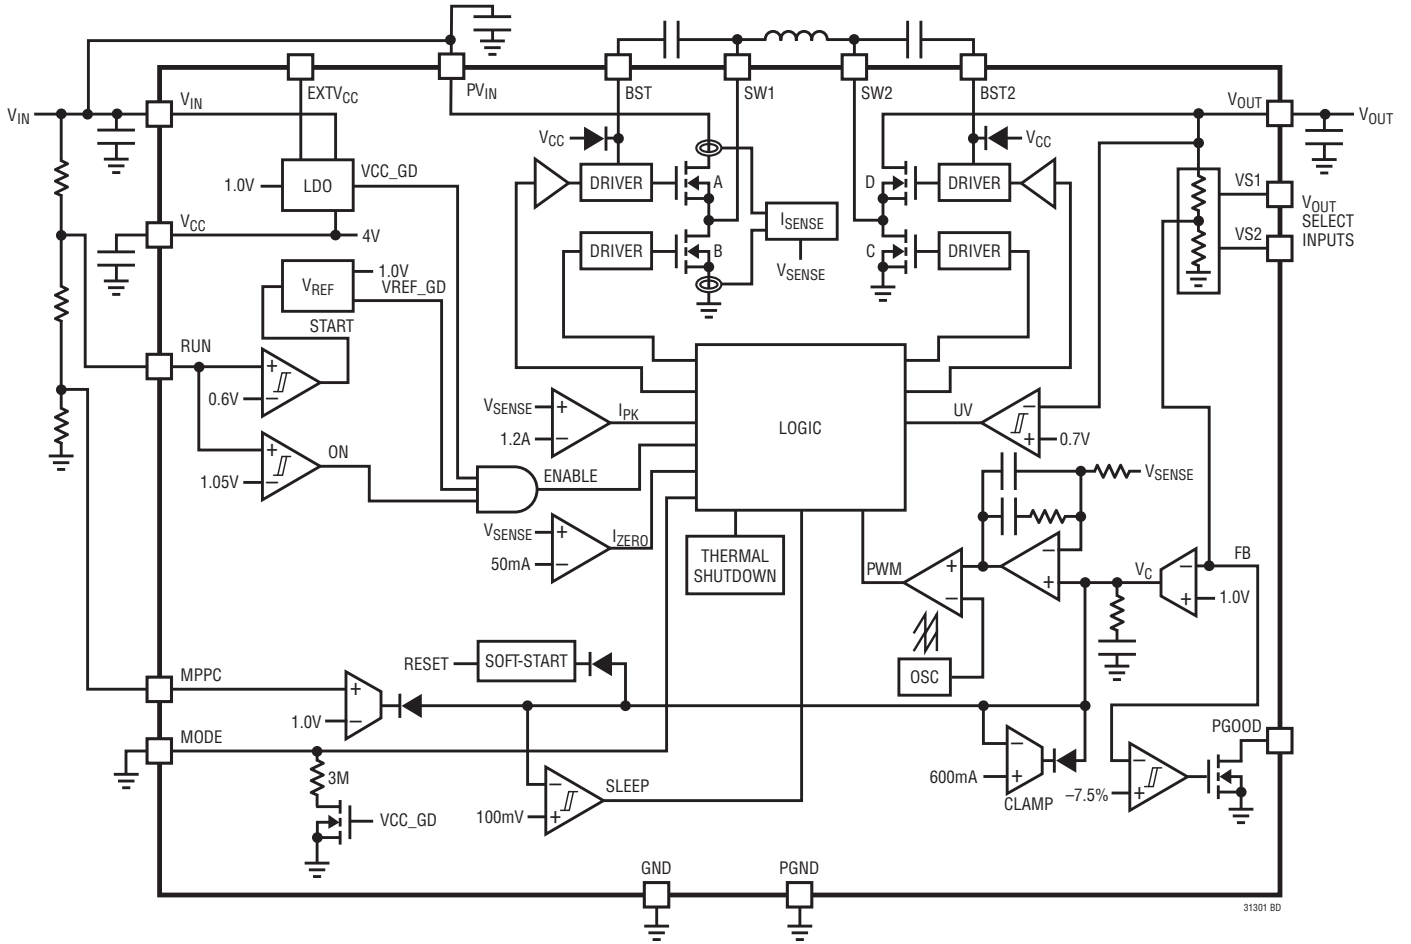 EXTVCC
PVIN
BST
SW1
SW2
BST2
VIN
VIN
VOUT
VOUT
VCC
VCC
1.0V
LDO
VCC_GD
DRIVER
A
D
DRIVER
VS1
VOUT
SELECT
INPUTS
ISENSE
VCC
4V
DRIVER
B
C
DRIVER
VS2
VSENSE
1.0V
VREF
VREF_GD
START
RUN
+
–
0.6V
VSENSE
+
IPK
1.2A
–
LOGIC
UV
–
+
0.7V
ON
+
1.05V
–
ENABLE
VSENSE
VSENSE
+
IZERO
50mA
–
THERMAL
SHUTDOWN
PWM
+
–
–
+
VC
–
+
FB
1.0V
OSC
RESET
SOFT-START
MPPC
+
1.0V
–
MODE
PGOOD
3M
VCC_GD
–
SLEEP
100mV
+
–
600mA
+
CLAMP
–
–7.5%
+
GND
PGND
31301 BD